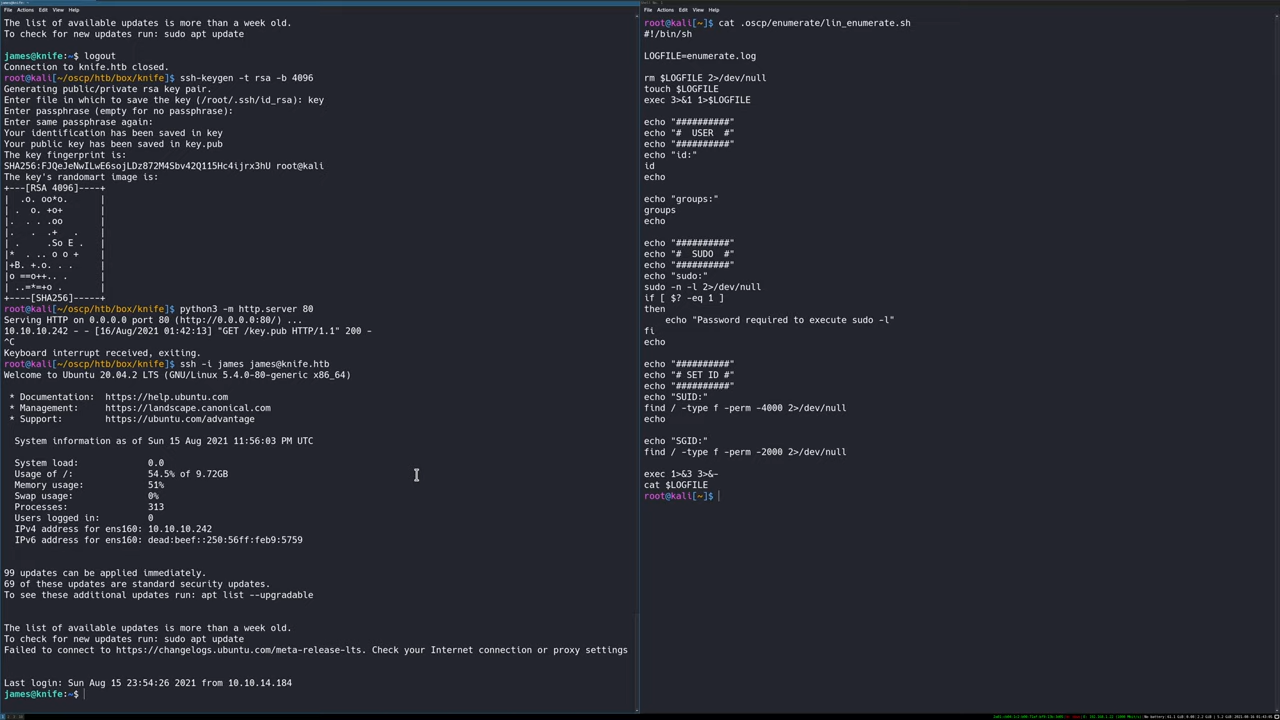 File Actions Edit View Help
The list of available updates is more than a week old.
To check for new updates run: sudo apt update
james@knife:~$ logout
Connection to knife.htb closed.
root@kali[~/oscp/htb/box/knife]$ ssh-keygen -t rsa -b 4096
Generating public/private rsa key pair.
Enter file in which to save the key (/root/.ssh/id_rsa): key
Enter passphrase (empty for no passphrase):
Enter same passphrase again:
Your identification has been saved in key
Your public key has been saved in key.pub
The key fingerprint is:
SHA256:FJQeJeNwILwE6sojLDz872M4Sbv42Q115Hc4ijrx3hU root@kali
The key's randomart image is:
+---[RSA 4096]----+
|  .o. oo*o.      |
| .  o. +o+       |
|.  . . .oo       |
|.   .  .+   .    |
| .     .So E .   |
|*  . .. o o +    |
|+B. +.o. . .     |
|o ==o++.. .      |
| ..=*=+o .       |
+----[SHA256]-----+
root@kali[~/oscp/htb/box/knife]$ python3 -m http.server 80
Serving HTTP on 0.0.0.0 port 80 (http://0.0.0.0:80/) ...
10.10.10.242 - - [16/Aug/2021 01:42:13] "GET /key.pub HTTP/1.1" 200 -
^C
Keyboard interrupt received, exiting.
root@kali[~/oscp/htb/box/knife]$ ssh -i james james@knife.htb
Welcome to Ubuntu 20.04.2 LTS (GNU/Linux 5.4.0-80-generic x86_64)
* Documentation:  https://help.ubuntu.com
* Management:     https://landscape.canonical.com
* Support:        https://ubuntu.com/advantage
System information as of Sun 15 Aug 2021 11:56:03 PM UTC
System load:             0.0
Usage of /:              54.5% of 9.72GB
Memory usage:            51%
Swap usage:              0%
Processes:               313
Users logged in:         0
IPv4 address for ens160: 10.10.10.242
IPv6 address for ens160: dead:beef::250:56ff:feb9:5759
99 updates can be applied immediately.
69 of these updates are standard security updates.
To see these additional updates run: apt list --upgradable
The list of available updates is more than a week old.
To check for new updates run: sudo apt update
Failed to connect to https://changelogs.ubuntu.com/meta-release-lts. Check your Internet connection or proxy settings
Last login: Sun Aug 15 23:54:26 2021 from 10.10.14.184
james@knife:~$
File Actions Edit View Help
root@kali[~]$ cat .oscp/enumerate/lin_enumerate.sh
#!/bin/sh
LOGFILE=enumerate.log
rm $LOGFILE 2>/dev/null
touch $LOGFILE
exec 3>&1 1>$LOGFILE
echo "##########"
echo "#  USER  #"
echo "##########"
echo "id:"
id
echo
echo "groups:"
groups
echo
echo "##########"
echo "#  SUDO  #"
echo "##########"
echo "sudo:"
sudo -n -l 2>/dev/null
if [ $? -eq 1 ]
then
    echo "Password required to execute sudo -l"
fi
echo
echo "##########"
echo "# SET ID #"
echo "##########"
echo "SUID:"
find / -type f -perm -4000 2>/dev/null
echo
echo "SGID:"
find / -type f -perm -2000 2>/dev/null
exec 1>&3 3>&-
cat $LOGFILE
root@kali[~]$